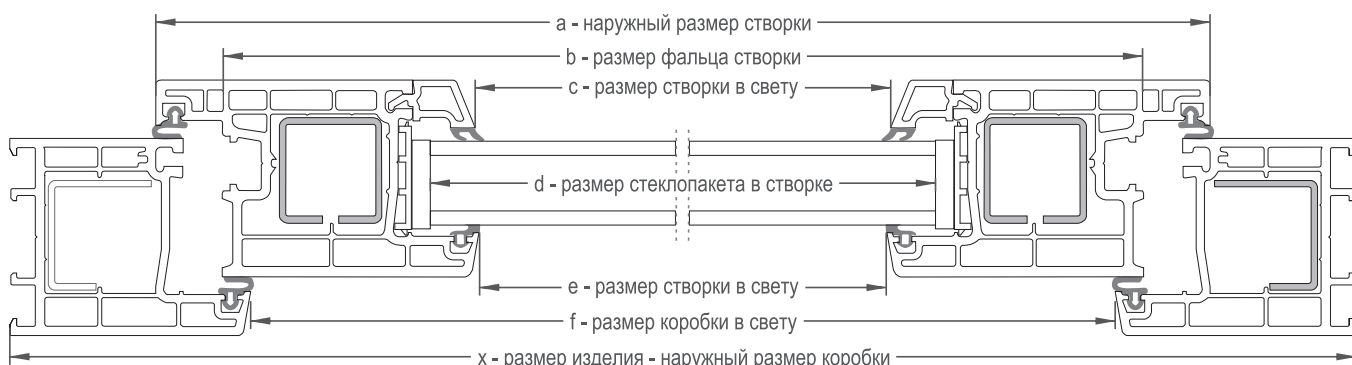 a - наружный размер створки
b - размер фальца створки
c - размер створки в свету
d - размер стеклопакета в створке
e - размер створки в свету
f - размер коробки в свету
x - размер изделия - наружный размер коробки